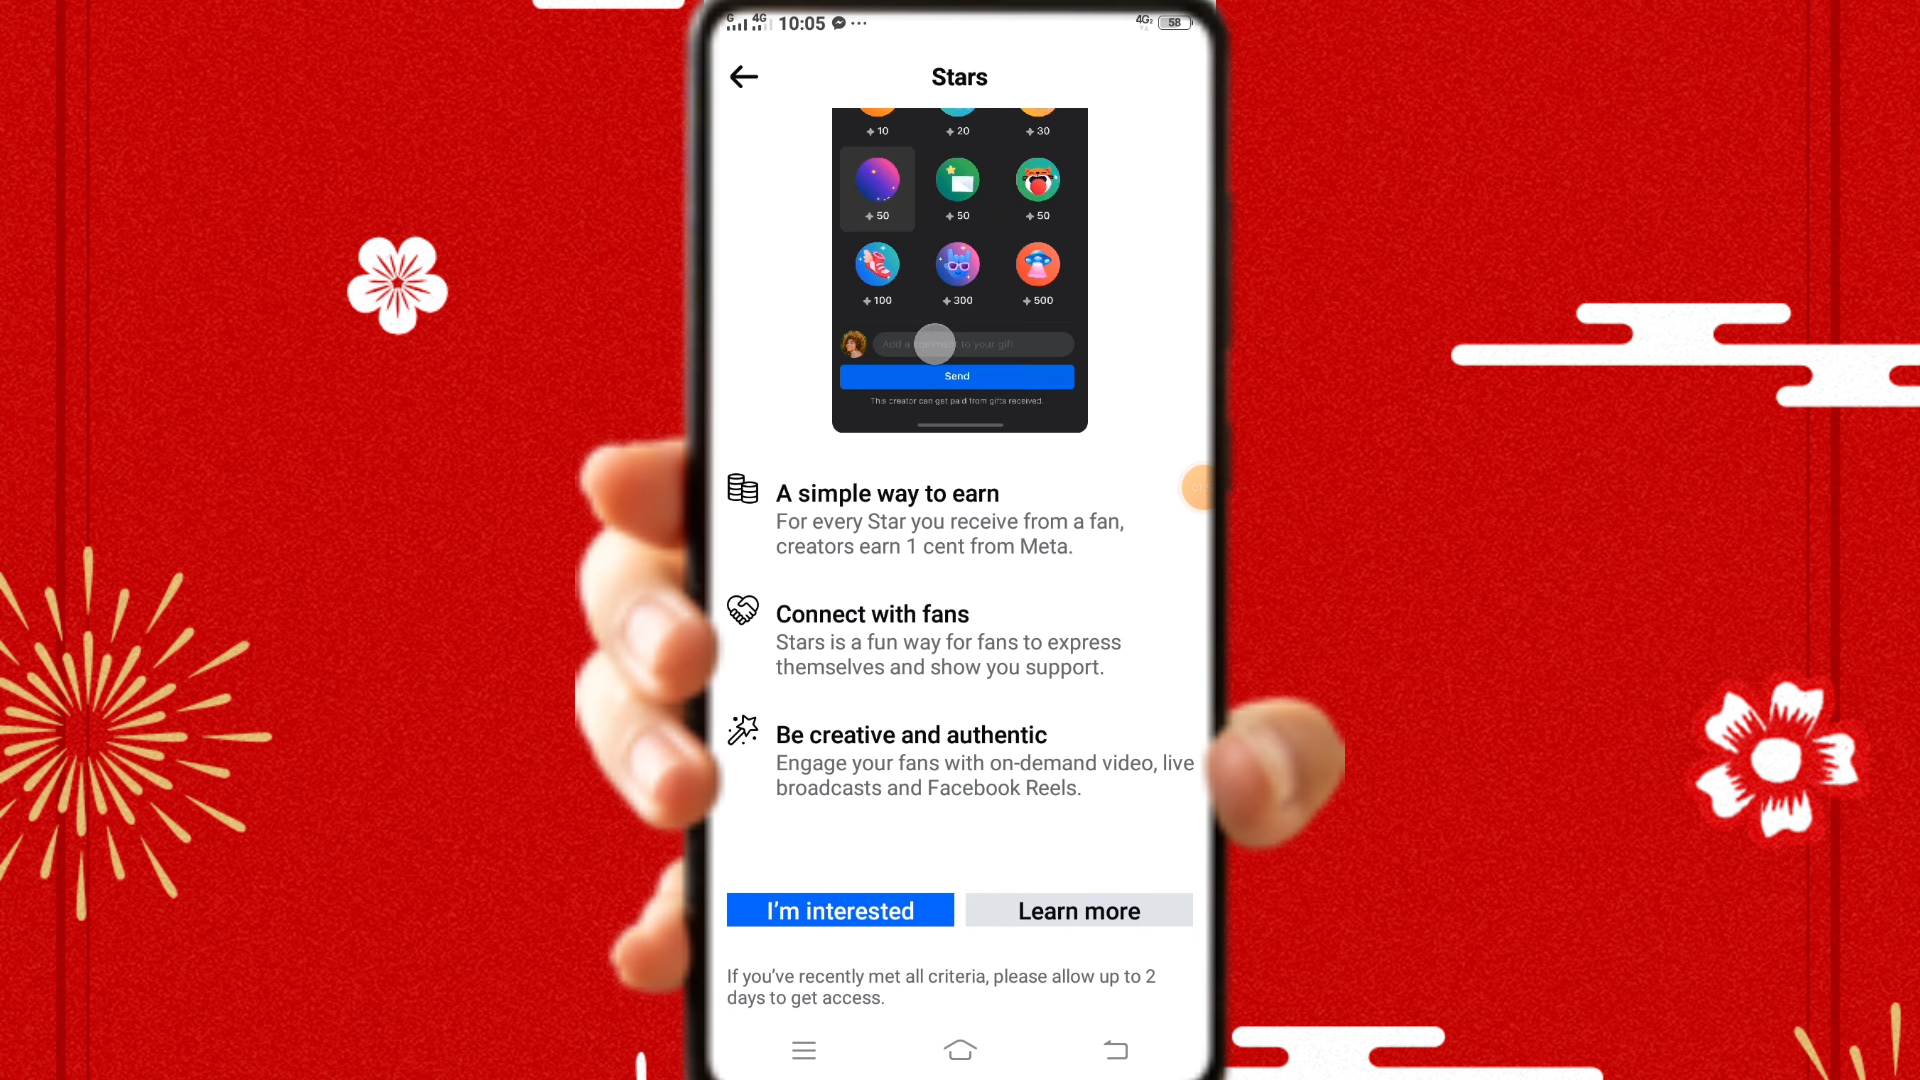 G 4G 10:05 4G2 58
Stars
10 20 30
50 50 50
100 300 500
Add a comment to your gift
Send
This creator can get paid from gifts received.
A simple way to earn
For every Star you receive from a fan,
creators earn 1 cent from Meta.
Connect with fans
Stars is a fun way for fans to express
themselves and show you support.
Be creative and authentic
Engage your fans with on-demand video, live
broadcasts and Facebook Reels.
I'm interested Learn more
If you've recently met all criteria, please allow up to 2
days to get access.